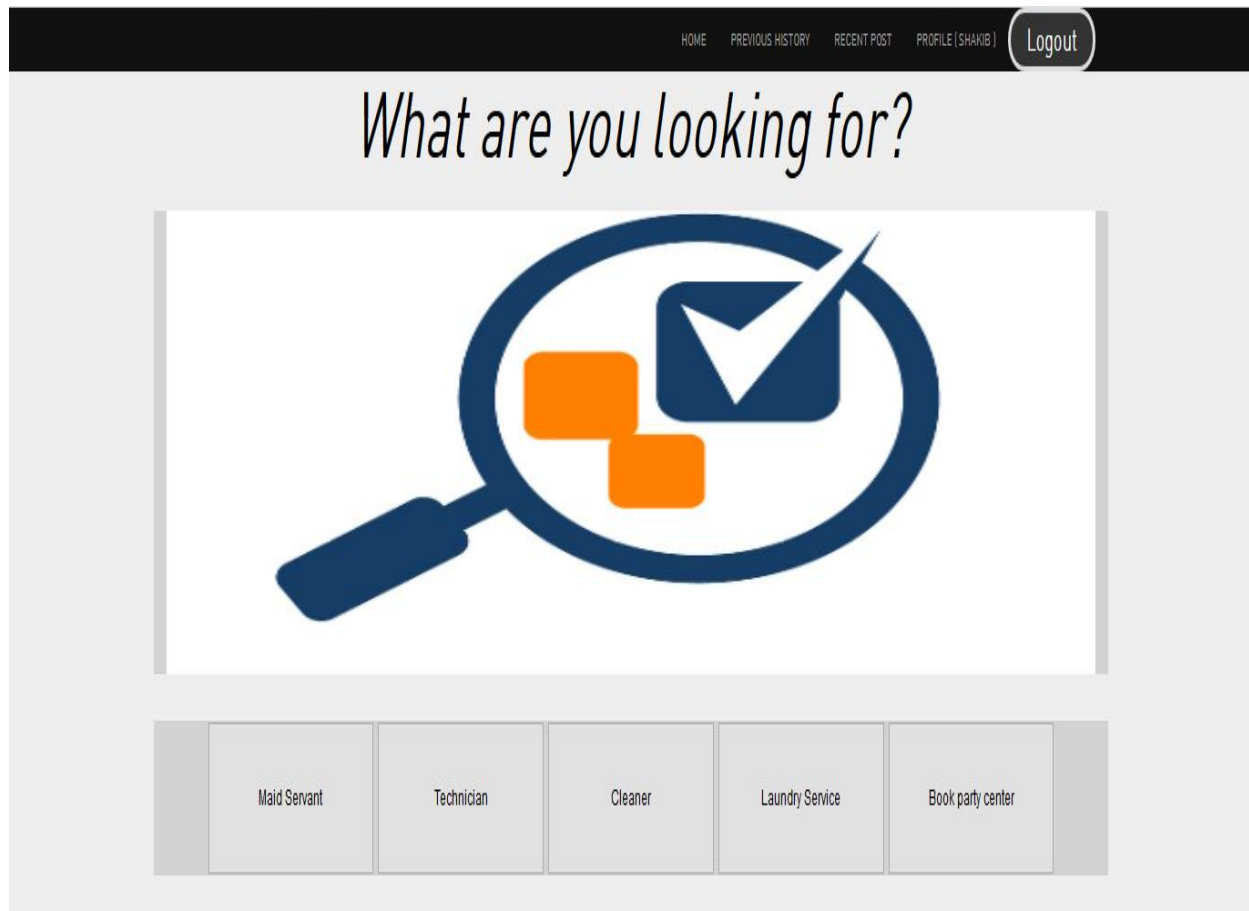 HOME PREVIOUS HISTORY RECENT POST PROFILE ( SHAKIB ) Logout
What are you looking for?
Maid Servant Technician Cleaner Laundry Service Book party center